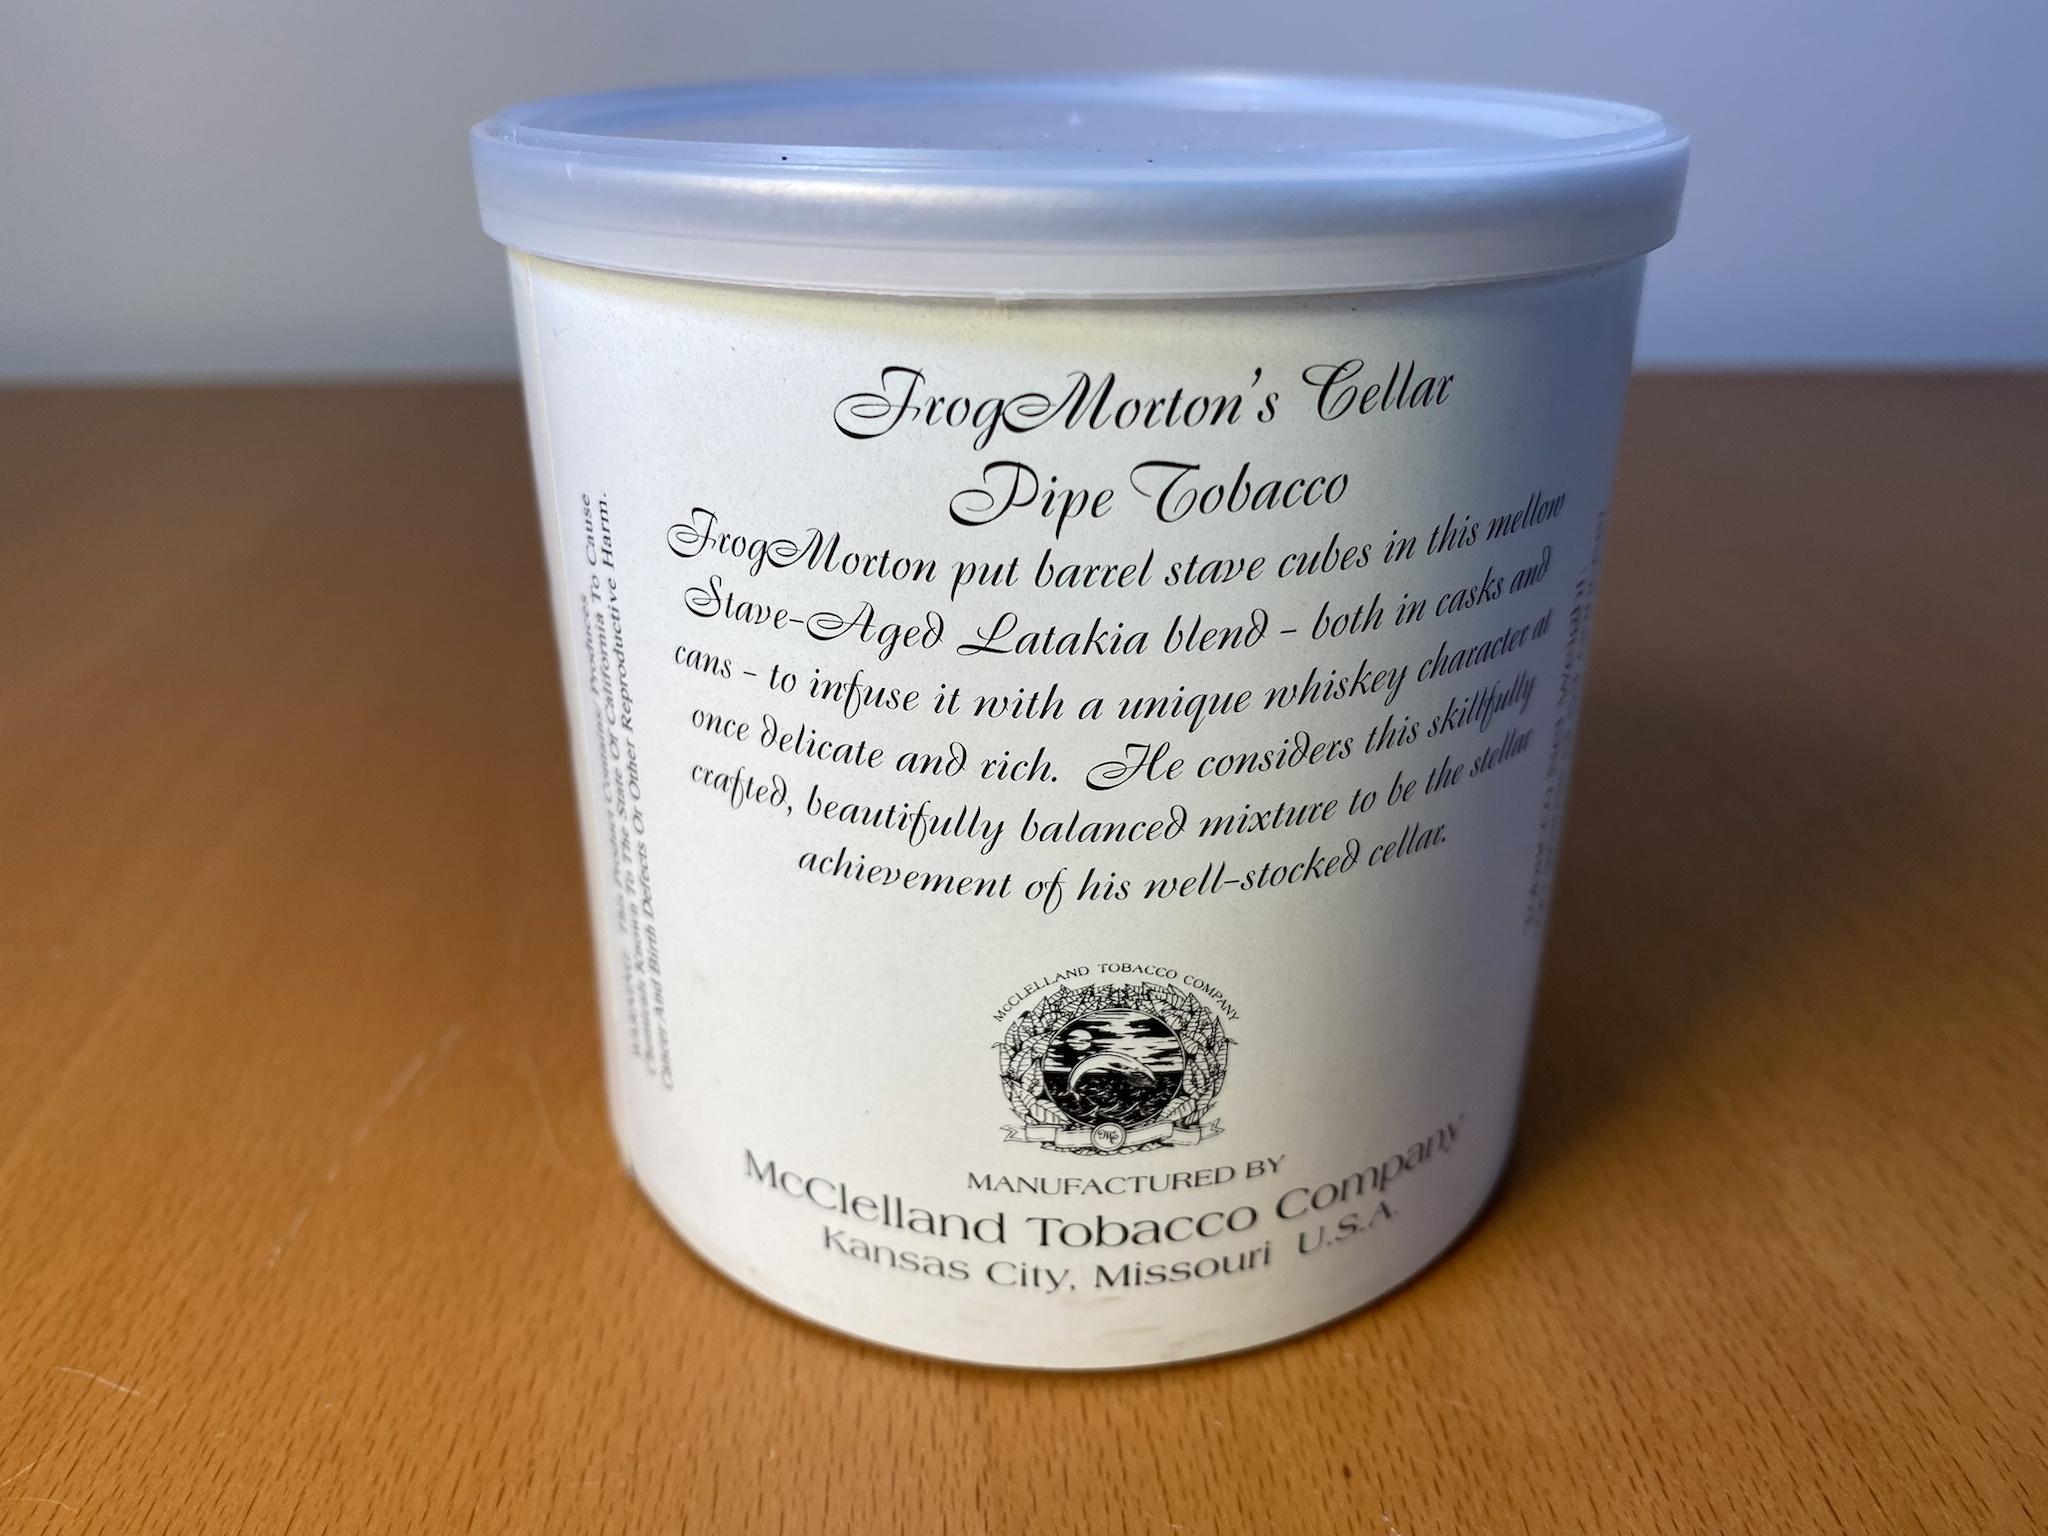 FrogMorton's Cellar
Pipe Tobacco
FrogMorton put barrel stave cubes in this mellow
Stave-Aged Latakia blend - both in casks and
cans - to infuse it with a unique whiskey character at
once delicate and rich. He considers this skillfully
crafted, beautifully balanced mixture to be the stellar
achievement of his well-stocked cellar.
McCLELLAND TOBACCO COMPANY
MANUFACTURED BY
McClelland Tobacco Company
Kansas City, Missouri U.S.A.
WARNING: This Product Contains/Produces
Chemicals Known To The State Of California To Cause
Cancer And Birth Defects Or Other Reproductive Harm.